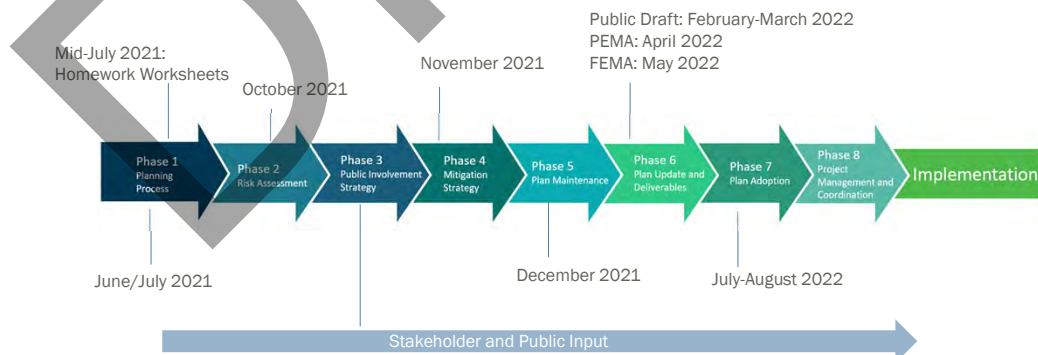 Public Draft: February-March 2022
PEMA: April 2022
FEMA: May 2022
Mid-July 2021:
Homework Worksheets
November 2021
October 2021
Phase 1
Planning
Process
Phase 2
Risk Assessment
Phase 3
Public Involvement
Strategy
Phase 4
Mitigation
Strategy
Phase 5
Plan Maintenance
Phase 6
Plan Update and
Deliverables
Phase 7
Plan Adoption
Phase 8
Project
Management and
Coordination
Implementation
June/July 2021
December 2021
July-August 2022
Stakeholder and Public Input